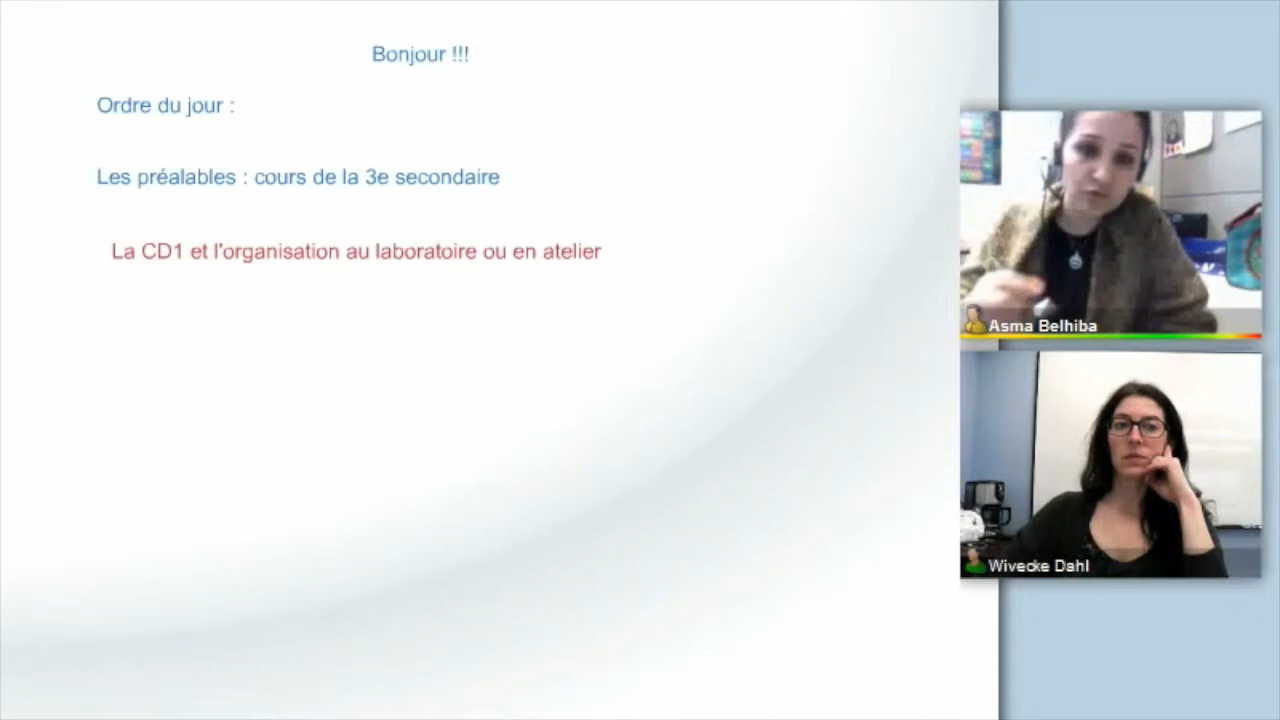 Bonjour !!!
Ordre du jour :
Les préalables : cours de la 3e secondaire
La CD1 et l'organisation au laboratoire ou en atelier
Asma Belhiba
Wivecke Dahl